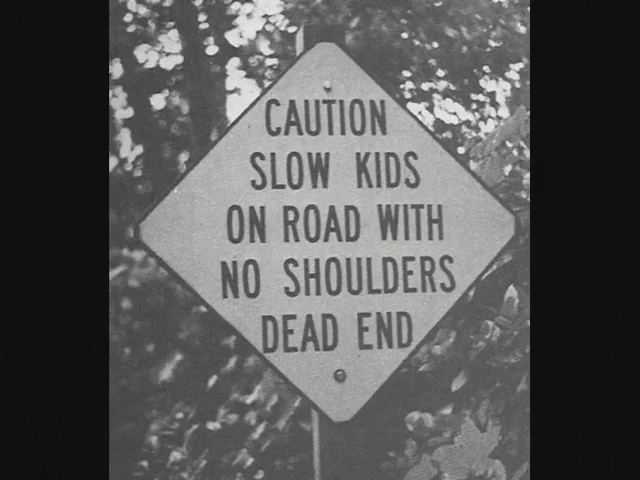 CAUTION
SLOW KIDS
ON ROAD WITH
NO SHOULDERS
DEAD END